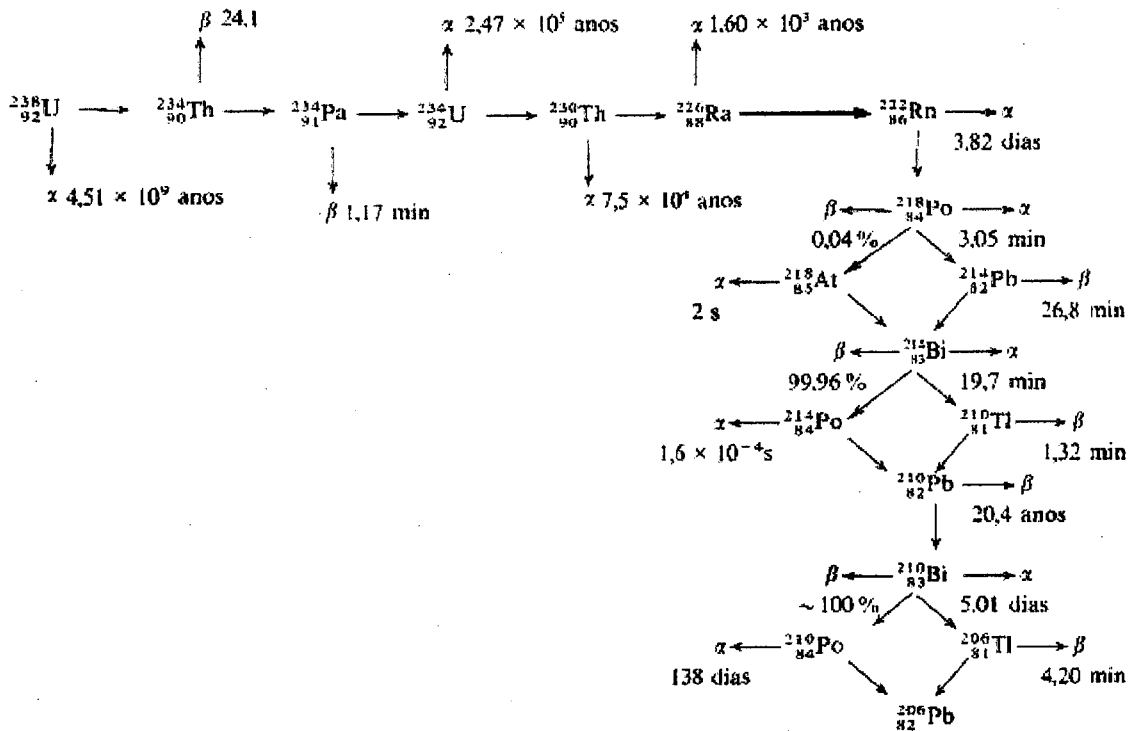 β 24,1 α 2,47 × 10⁵ anos α 1.60 × 10³ anos
²³⁸₉₂U → ²³⁴₉₀Th → ²³⁴₉₁Pa → ²³⁴₉₂U → ²³⁰₉₀Th → ²²⁶₈₈Ra → ²²²₈₆Rn → α
3,82 dias
α 4,51 × 10⁹ anos β 1,17 min α 7,5 × 10⁴ anos
β ← ²¹⁸₈₄Po → α
0,04 % 3,05 min
α ← ²¹⁸₈₅At ²¹⁴₈₂Pb → β
2 s 26,8 min
β ← ²¹⁴₈₃Bi → α
99,96 % 19,7 min
α ← ²¹⁴₈₄Po ²¹⁰₈₁Tl → β
1,6 × 10⁻⁴s 1,32 min
²¹⁰₈₂Pb → β
20,4 anos
β ← ²¹⁰₈₃Bi → α
~ 100 % 5,01 dias
α ← ²¹⁰₈₄Po ²⁰⁶₈₁Tl → β
138 dias 4,20 min
²⁰⁶₈₂Pb